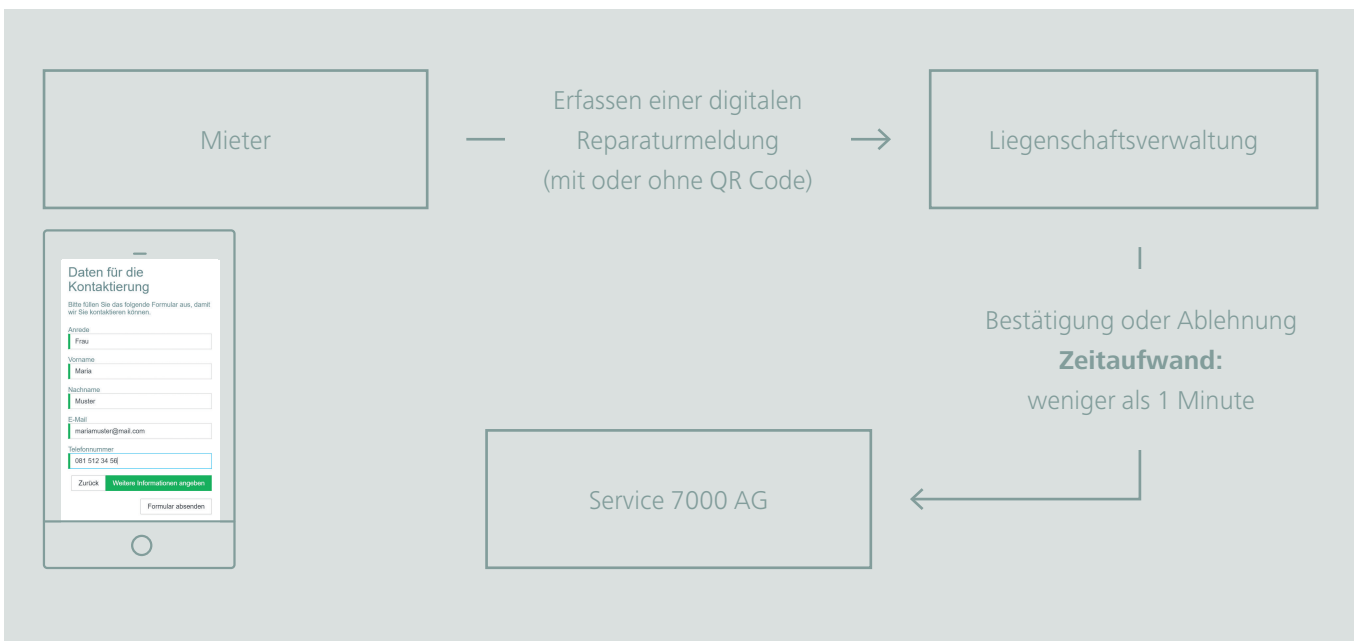 Mieter
Erfassen einer digitalen
Reparaturmeldung
(mit oder ohne QR Code)
Liegenschaftsverwaltung
Daten für die
Kontaktierung
Bitte füllen Sie das folgende Formular aus, damit
wir Sie kontaktieren können.
Anrede
Frau
Vorname
Maria
Nachname
Muster
E-Mail
mariamuster@mail.com
Telefonnummer
081 512 34 56
Zurück Weitere Informationen angeben
Formular absenden
Bestätigung oder Ablehnung
Zeitaufwand:
weniger als 1 Minute
Service 7000 AG